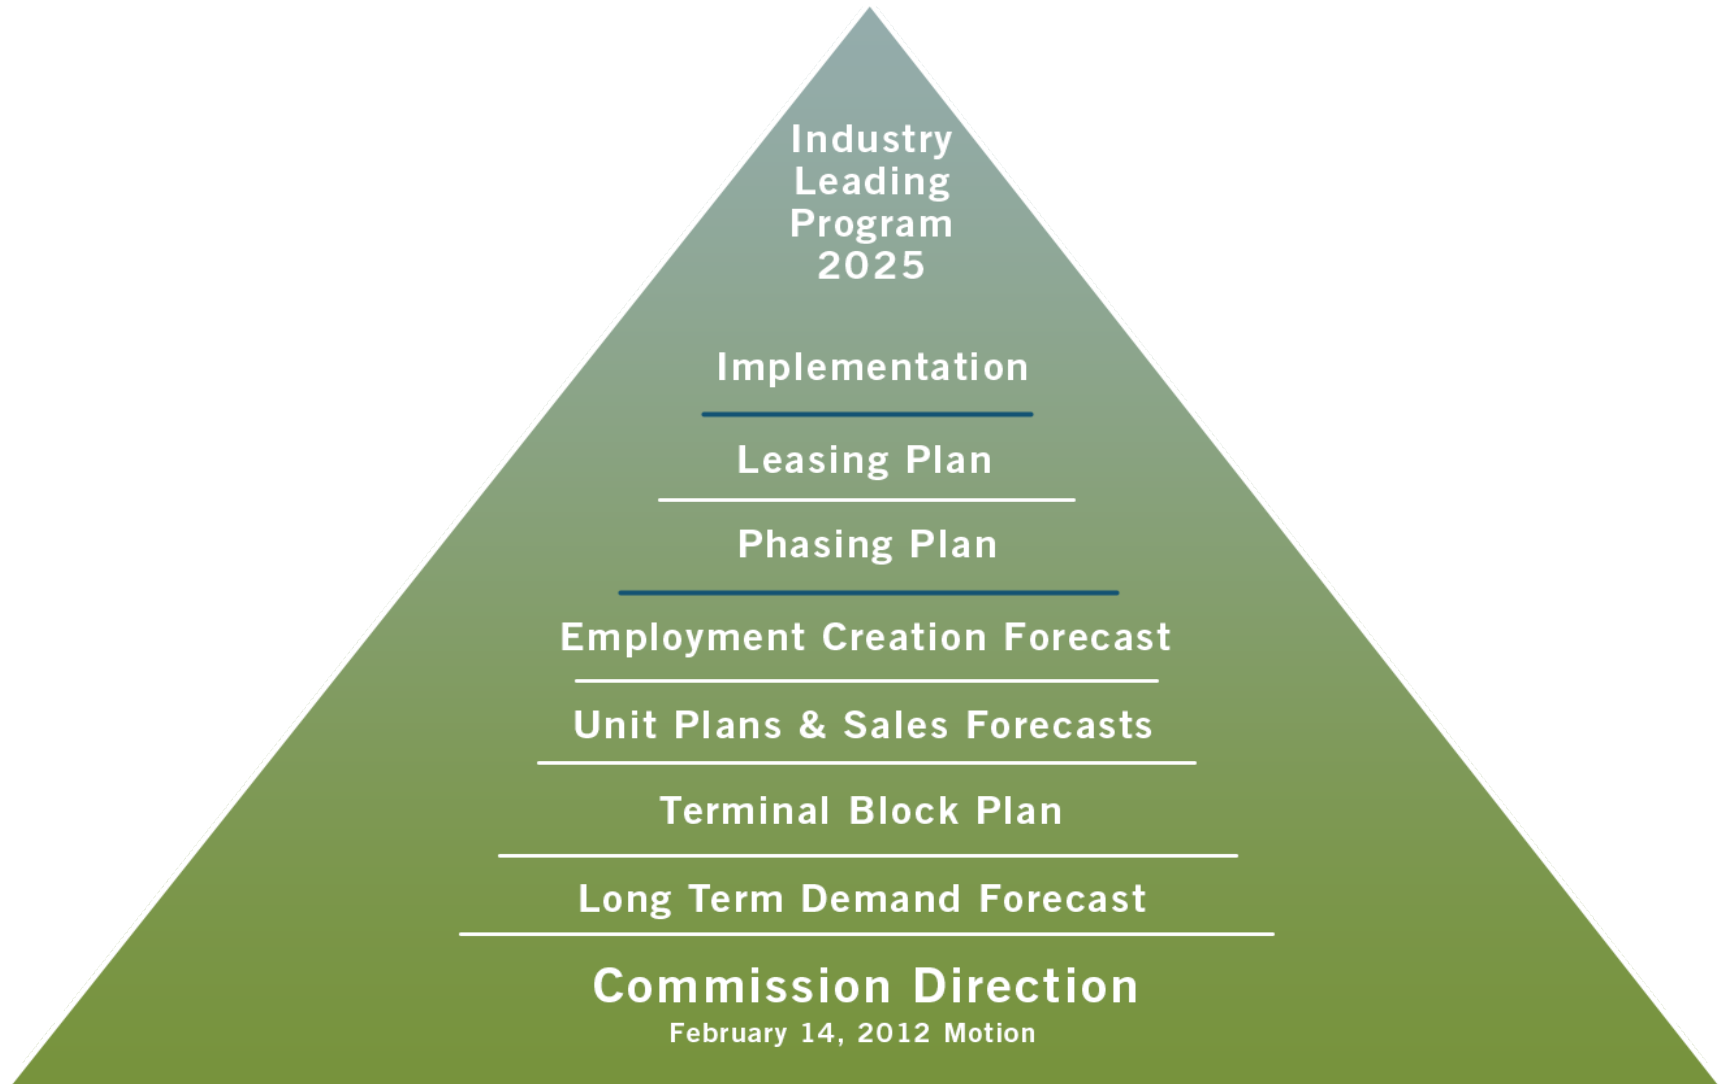 Industry
Leading
Program
2025
Implementation
Leasing Plan
Phasing Plan
Employment Creation Forecast
Unit Plans & Sales Forecasts
Terminal Block Plan
Long Term Demand Forecast
Commission Direction
February 14, 2012 Motion